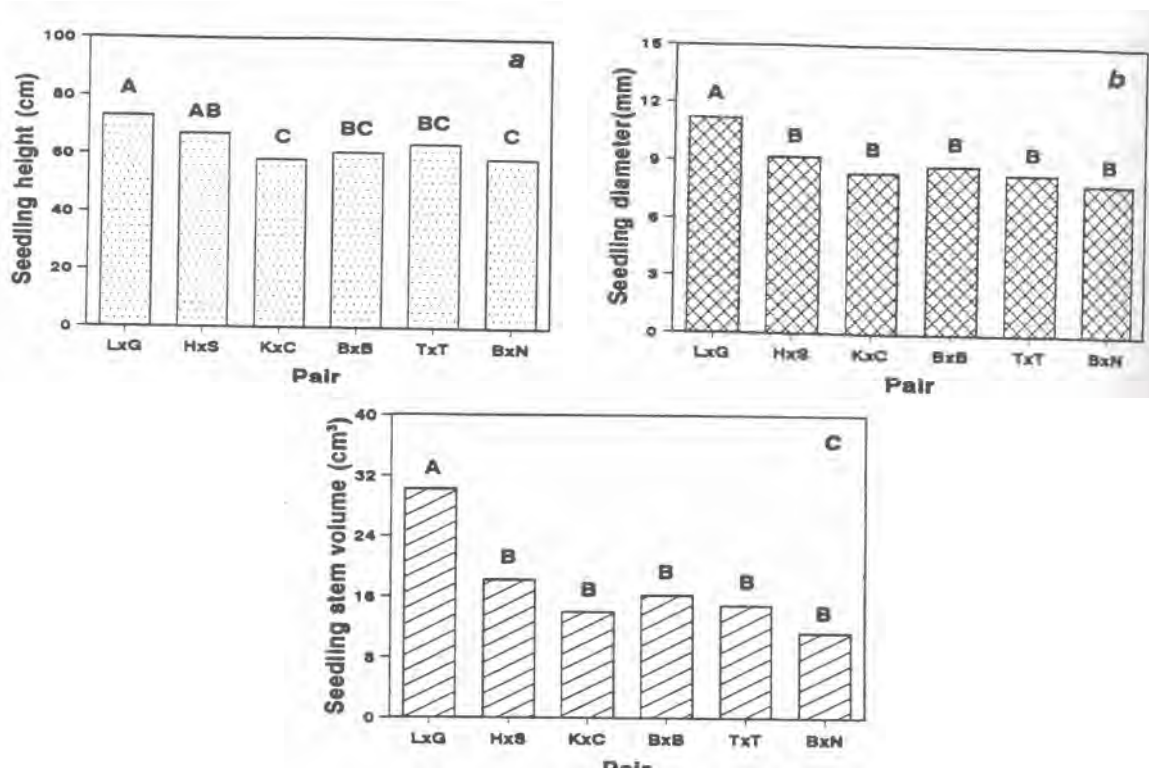 100
80
60
40
20
0
Seedling height (cm)
a
A
AB
C
BC
BC
C
LxG HxS KxC BxB TxT BxN
Pair
15
12
9
6
3
0
Seedling diameter(mm)
b
A
B
B
B
B
B
LxG HxS KxC BxB TxT BxN
Pair
40
32
24
16
8
0
Seedling stem volume (cm³)
C
A
B
B
B
B
B
LxG HxS KxC BxB TxT BxN
Pair